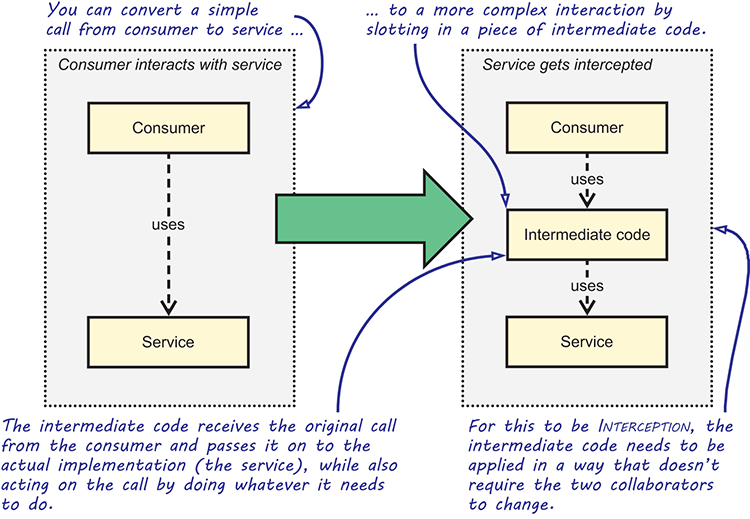 You can convert a simple
call from consumer to service ...
... to a more complex interaction by
slotting in a piece of intermediate code.
Consumer interacts with service
Consumer
uses
Service
Service gets intercepted
Consumer
uses
Intermediate code
uses
Service
The intermediate code receives the original call
from the consumer and passes it on to the
actual implementation (the service), while also
acting on the call by doing whatever it needs
to do.
For this to be INTERCEPTION, the
intermediate code needs to be
applied in a way that doesn't
require the two collaborators
to change.